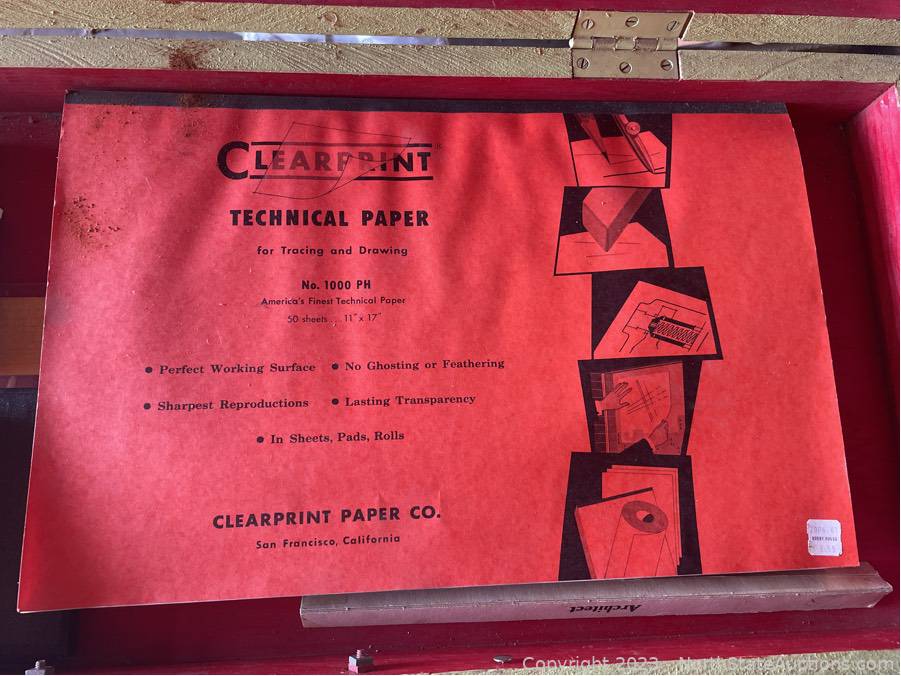 CLEARPRINT®
TECHNICAL PAPER
for Tracing and Drawing
No. 1000 PH
America's Finest Technical Paper
50 sheets . . . 11" x 17"
● Perfect Working Surface ● No Ghosting or Feathering
● Sharpest Reproductions ● Lasting Transparency
● In Sheets, Pads, Rolls
CLEARPRINT PAPER CO.
San Francisco, California
Architect
Copyright 2023 - NorthStateAuctions.com